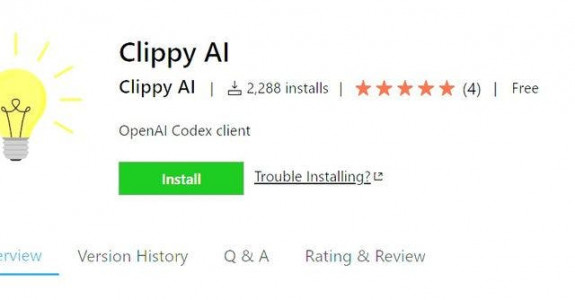 Clippy AI
Clippy AI | 2,288 installs | (4) | Free
OpenAI Codex client
Install Trouble Installing?
erview Version History Q & A Rating & Review